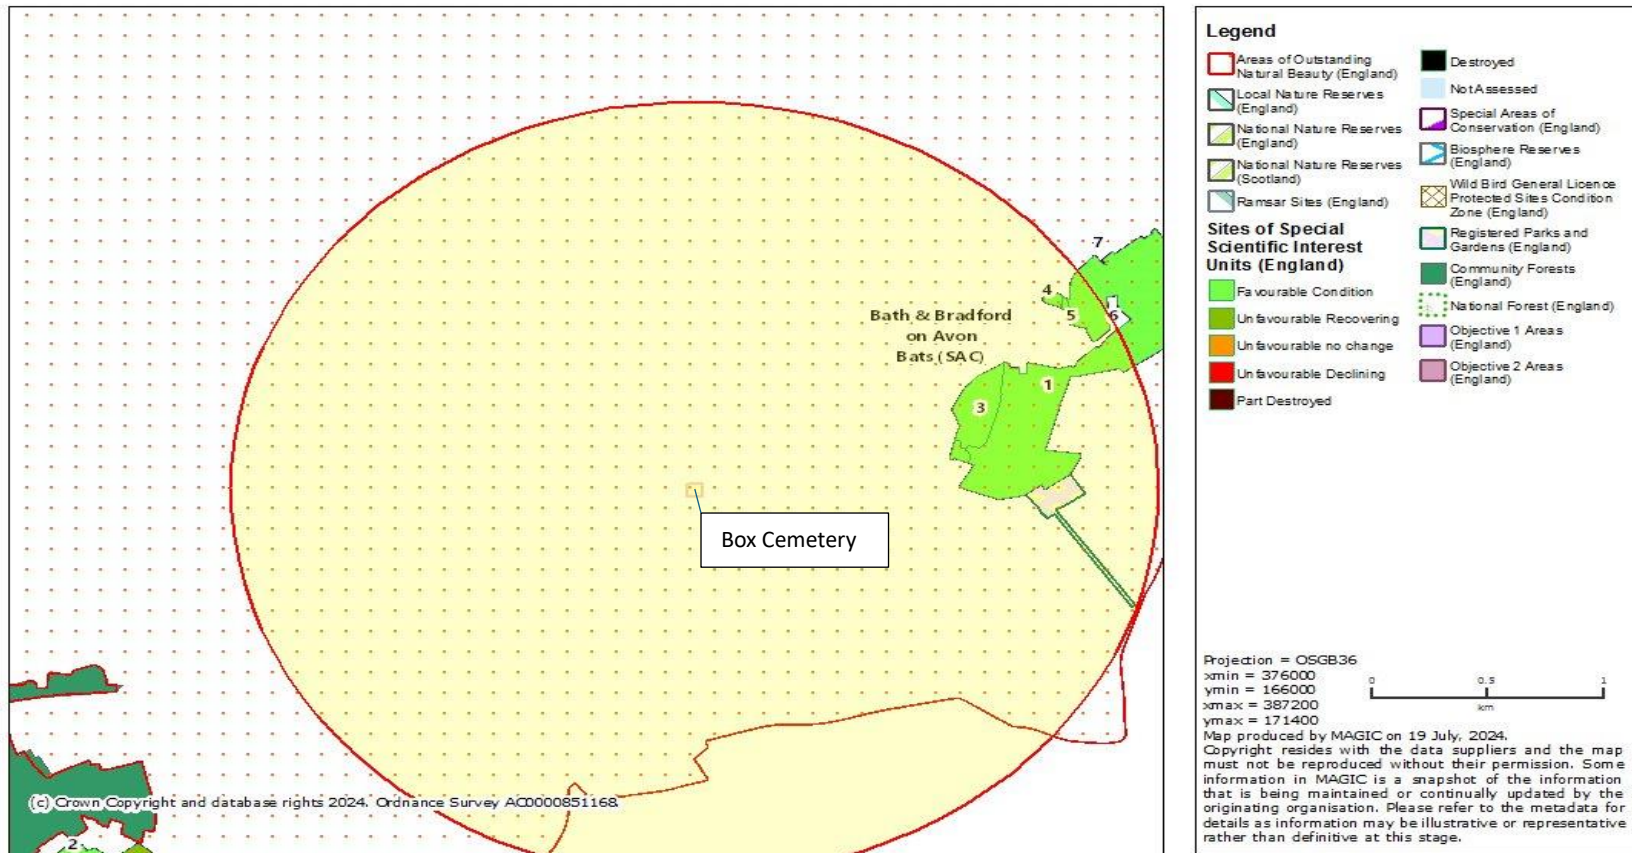 7
4
5
6
Bath & Bradford
on Avon
Bats (SAC)
1
3
Box Cemetery
(c) Crown Copyright and database rights 2024. Ordnance Survey AC0000851168.
2
Legend
Areas of Outstanding
Natural Beauty (England)
Local Nature Reserves
(England)
National Nature Reserves
(England)
National Nature Reserves
(Scotland)
Ramsar Sites (England)
Sites of Special
Scientific Interest
Units (England)
Favourable Condition
Unfavourable Recovering
Unfavourable no change
Unfavourable Declining
Part Destroyed
Destroyed
Not Assessed
Special Areas of
Conservation (England)
Biosphere Reserves
(England)
Wild Bird General Licence
Protected Sites Condition
Zone (England)
Registered Parks and
Gardens (England)
Community Forests
(England)
National Forest (England)
Objective 1 Areas
(England)
Objective 2 Areas
(England)
Projection = OSGB36
xmin = 376000
ymin = 166000
xmax = 387200
ymax = 171400
0 0.5 1
km
Map produced by MAGIC on 19 July, 2024.
Copyright resides with the data suppliers and the map
must not be reproduced without their permission. Some
information in MAGIC is a snapshot of the information
that is being maintained or continually updated by the
originating organisation. Please refer to the metadata for
details as information may be illustrative or representative
rather than definitive at this stage.